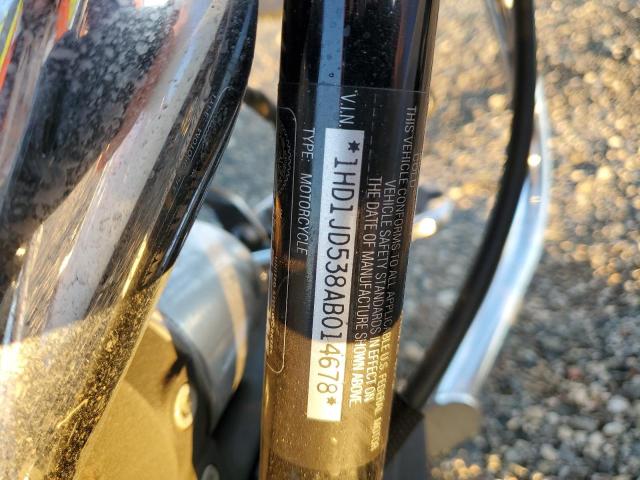 THIS VEHICLE CONFORMS TO ALL APPLICABLE U.S. FEDERAL MOTOR
VEHICLE SAFETY STANDARDS IN EFFECT ON
THE DATE OF MANUFACTURE SHOWN ABOVE
V.I.N. *1HD1JD538AB014678*
TYPE MOTORCYCLE